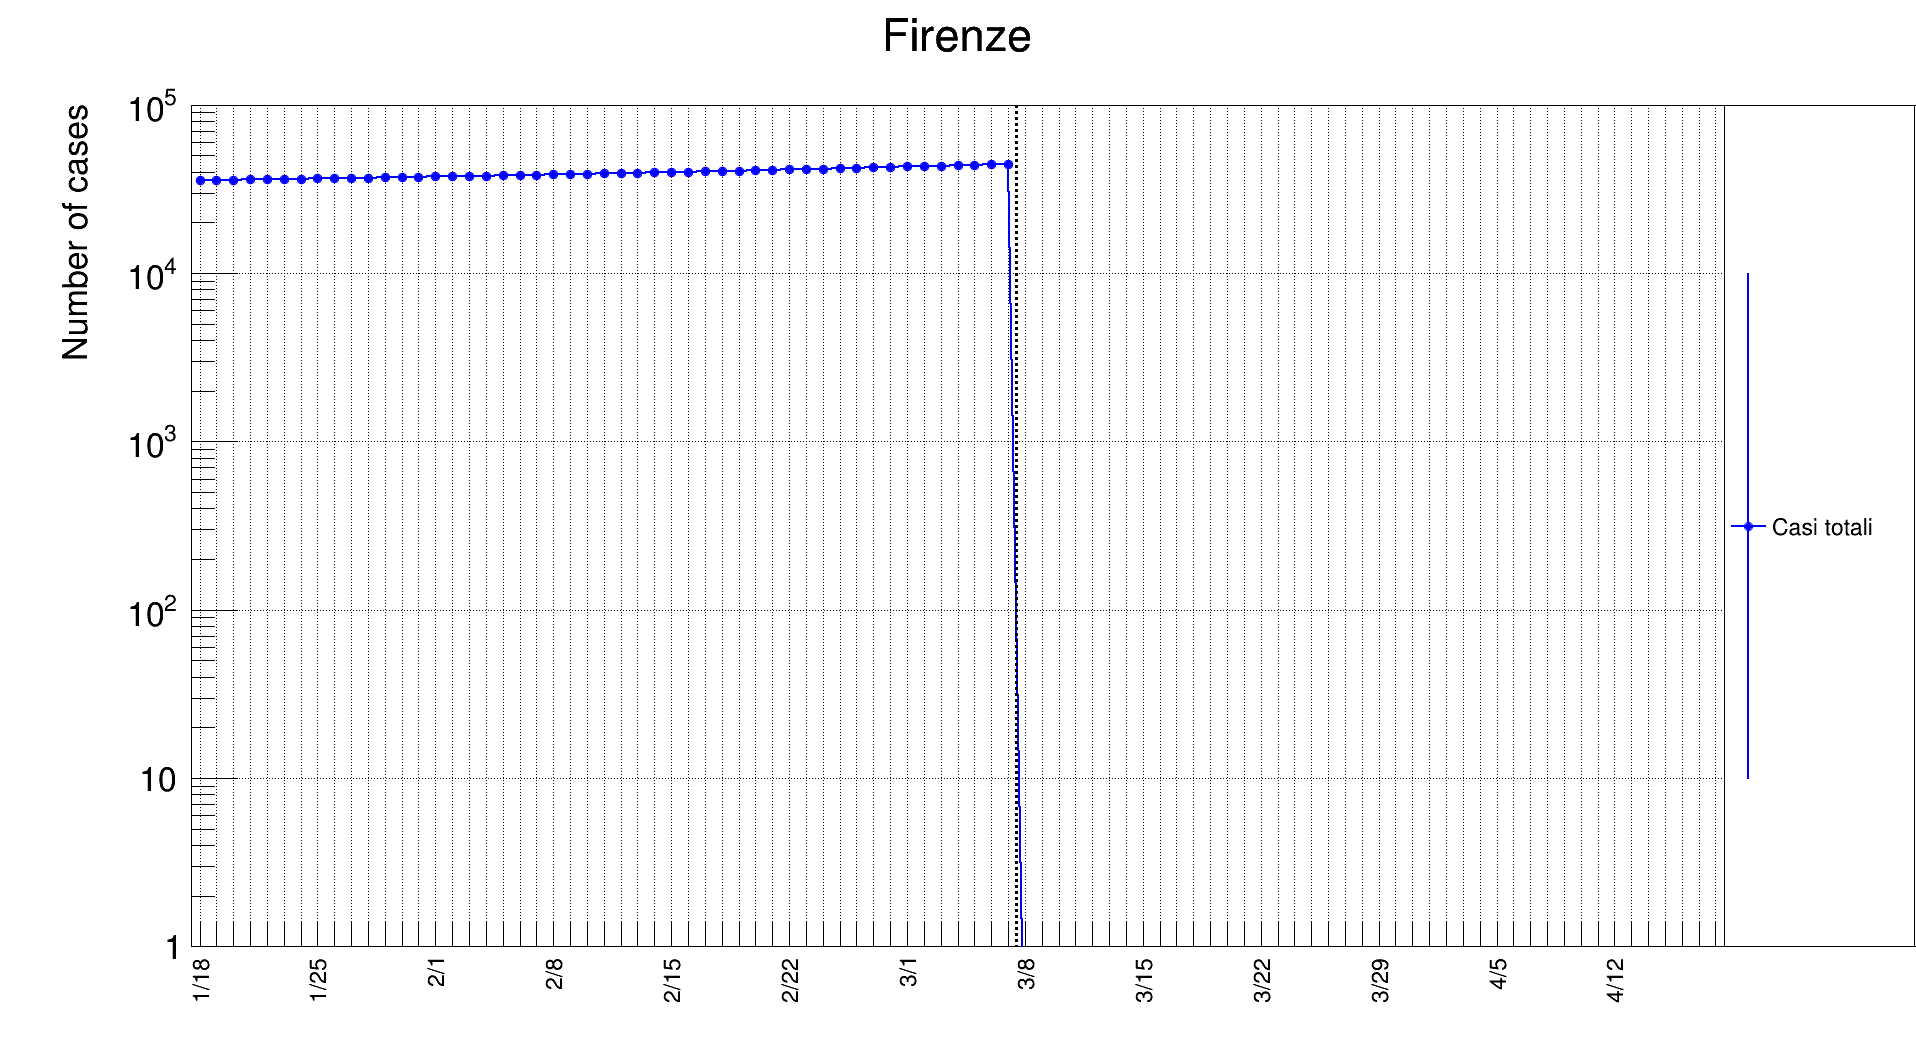 Firenze
Number of cases
10^5
10^4
10^3
10^2
10
1
1/18 1/25 2/1 2/8 2/15 2/22 3/1 3/8 3/15 3/22 3/29 4/5 4/12
Casi totali